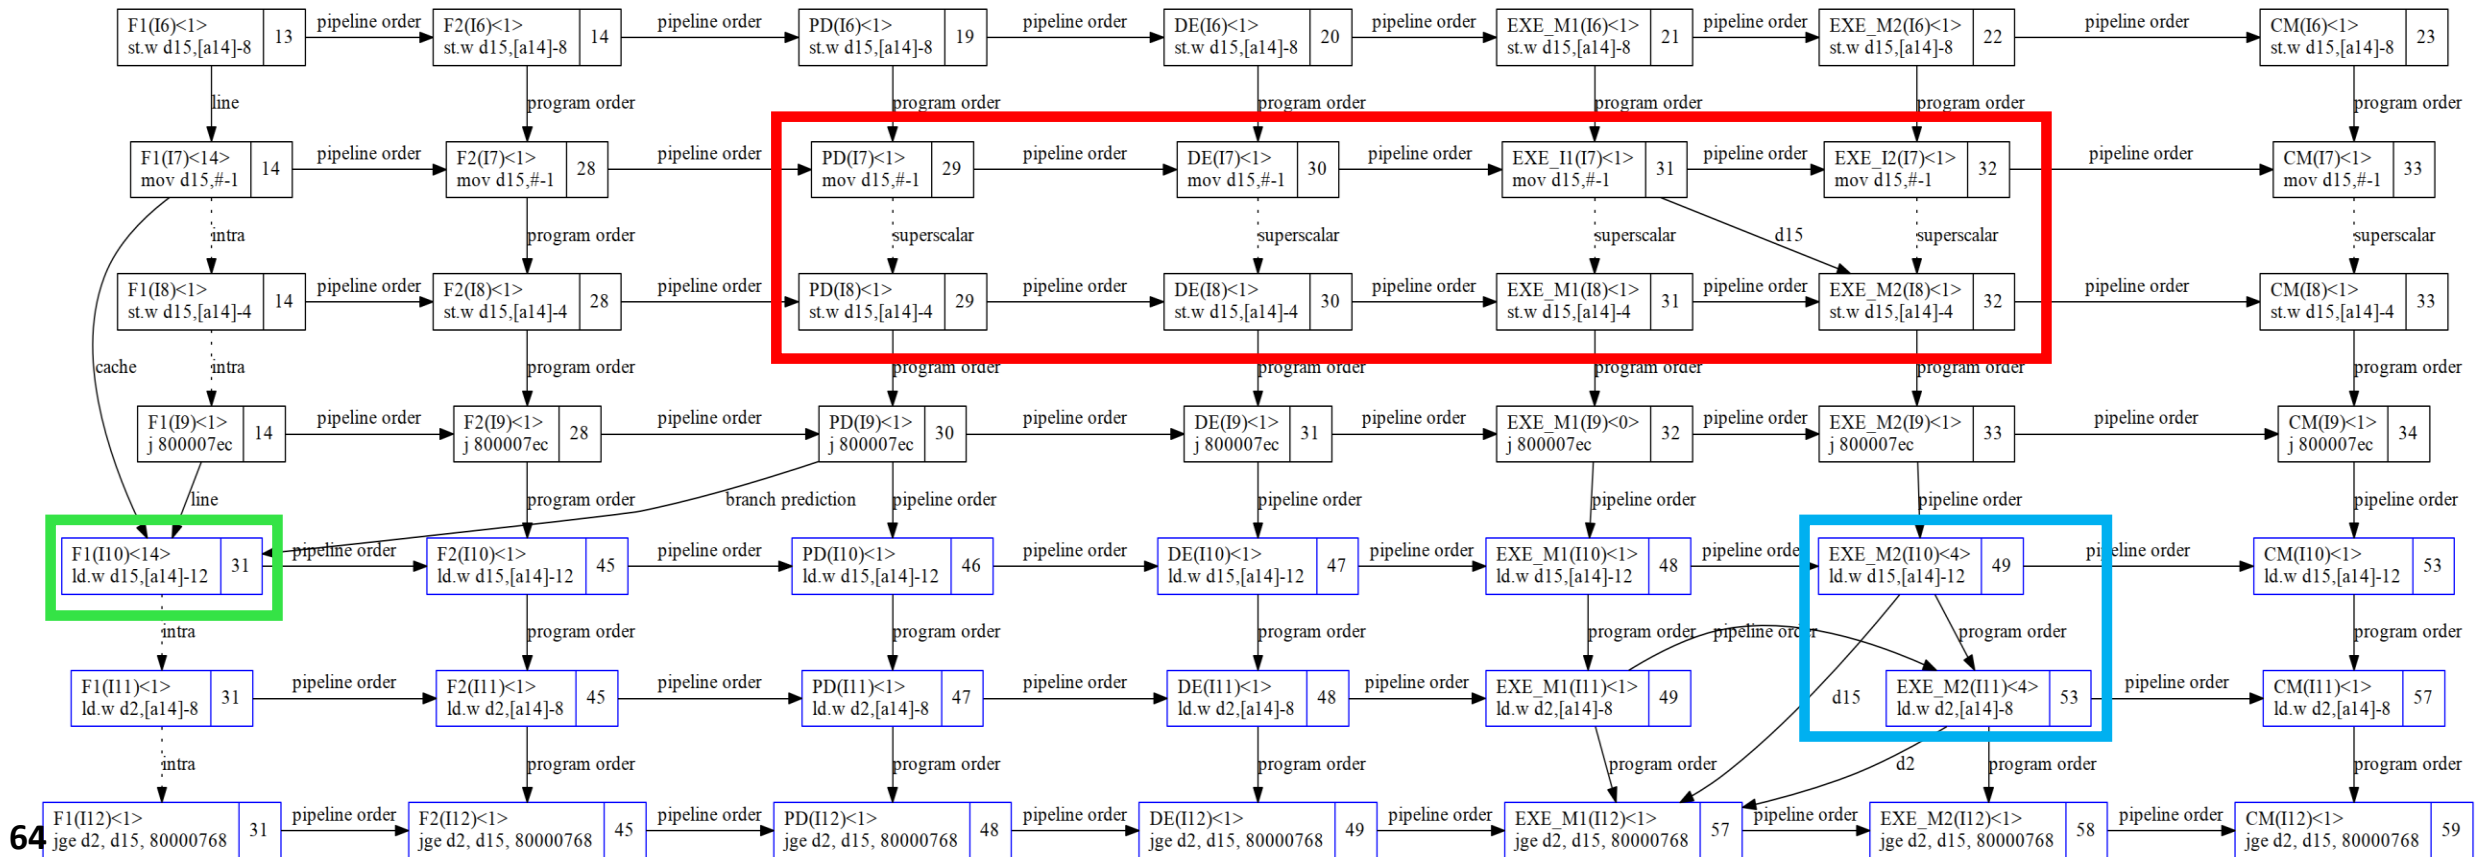 F1(I6)<1>
st.w d15,[a14]-8
13
pipeline order
F2(I6)<1>
st.w d15,[a14]-8
14
pipeline order
PD(I6)<1>
st.w d15,[a14]-8
19
pipeline order
DE(I6)<1>
st.w d15,[a14]-8
20
pipeline order
EXE_M1(I6)<1>
st.w d15,[a14]-8
21
pipeline order
EXE_M2(I6)<1>
st.w d15,[a14]-8
22
pipeline order
CM(I6)<1>
st.w d15,[a14]-8
23
line
program order
program order
program order
program order
program order
program order
F1(I7)<14>
mov d15,#-1
14
pipeline order
F2(I7)<1>
mov d15,#-1
28
pipeline order
PD(I7)<1>
mov d15,#-1
29
pipeline order
DE(I7)<1>
mov d15,#-1
30
pipeline order
EXE_I1(I7)<1>
mov d15,#-1
31
pipeline order
EXE_I2(I7)<1>
mov d15,#-1
32
pipeline order
CM(I7)<1>
mov d15,#-1
33
intra
program order
superscalar
superscalar
superscalar
d15
superscalar
superscalar
F1(I8)<1>
st.w d15,[a14]-4
14
pipeline order
F2(I8)<1>
st.w d15,[a14]-4
28
pipeline order
PD(I8)<1>
st.w d15,[a14]-4
29
pipeline order
DE(I8)<1>
st.w d15,[a14]-4
30
pipeline order
EXE_M1(I8)<1>
st.w d15,[a14]-4
31
pipeline order
EXE_M2(I8)<1>
st.w d15,[a14]-4
32
pipeline order
CM(I8)<1>
st.w d15,[a14]-4
33
cache
intra
program order
program order
program order
program order
program order
program order
F1(I9)<1>
j 800007ec
14
pipeline order
F2(I9)<1>
j 800007ec
28
pipeline order
PD(I9)<1>
j 800007ec
30
pipeline order
DE(I9)<1>
j 800007ec
31
pipeline order
EXE_M1(I9)<0>
j 800007ec
32
pipeline order
EXE_M2(I9)<1>
j 800007ec
33
pipeline order
CM(I9)<1>
j 800007ec
34
line
program order
branch prediction
pipeline order
pipeline order
pipeline order
pipeline order
pipeline order
F1(I10)<14>
ld.w d15,[a14]-12
31
pipeline order
F2(I10)<1>
ld.w d15,[a14]-12
45
pipeline order
PD(I10)<1>
ld.w d15,[a14]-12
46
pipeline order
DE(I10)<1>
ld.w d15,[a14]-12
47
pipeline order
EXE_M1(I10)<1>
ld.w d15,[a14]-12
48
pipeline order
EXE_M2(I10)<4>
ld.w d15,[a14]-12
49
pipeline order
CM(I10)<1>
ld.w d15,[a14]-12
53
intra
program order
program order
program order
program order
pipeline order
program order
program order
F1(I11)<1>
ld.w d2,[a14]-8
31
pipeline order
F2(I11)<1>
ld.w d2,[a14]-8
45
pipeline order
PD(I11)<1>
ld.w d2,[a14]-8
47
pipeline order
DE(I11)<1>
ld.w d2,[a14]-8
48
pipeline order
EXE_M1(I11)<1>
ld.w d2,[a14]-8
49
d15
EXE_M2(I11)<4>
ld.w d2,[a14]-8
53
pipeline order
CM(I11)<1>
ld.w d2,[a14]-8
57
intra
program order
program order
program order
program order
d2
program order
program order
64
F1(I12)<1>
jge d2, d15, 80000768
31
pipeline order
F2(I12)<1>
jge d2, d15, 80000768
45
pipeline order
PD(I12)<1>
jge d2, d15, 80000768
48
pipeline order
DE(I12)<1>
jge d2, d15, 80000768
49
pipeline order
EXE_M1(I12)<1>
jge d2, d15, 80000768
57
pipeline order
EXE_M2(I12)<1>
jge d2, d15, 80000768
58
pipeline order
CM(I12)<1>
jge d2, d15, 80000768
59